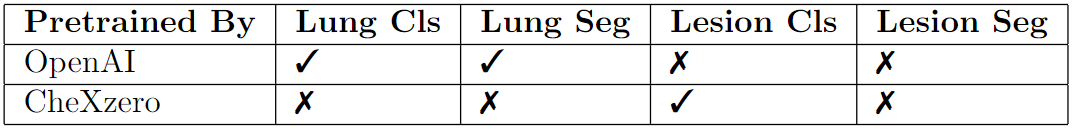 Pretrained By Lung Cls Lung Seg Lesion Cls Lesion Seg
OpenAI ✓ ✓ ✗ ✗
CheXzero ✗ ✗ ✓ ✗